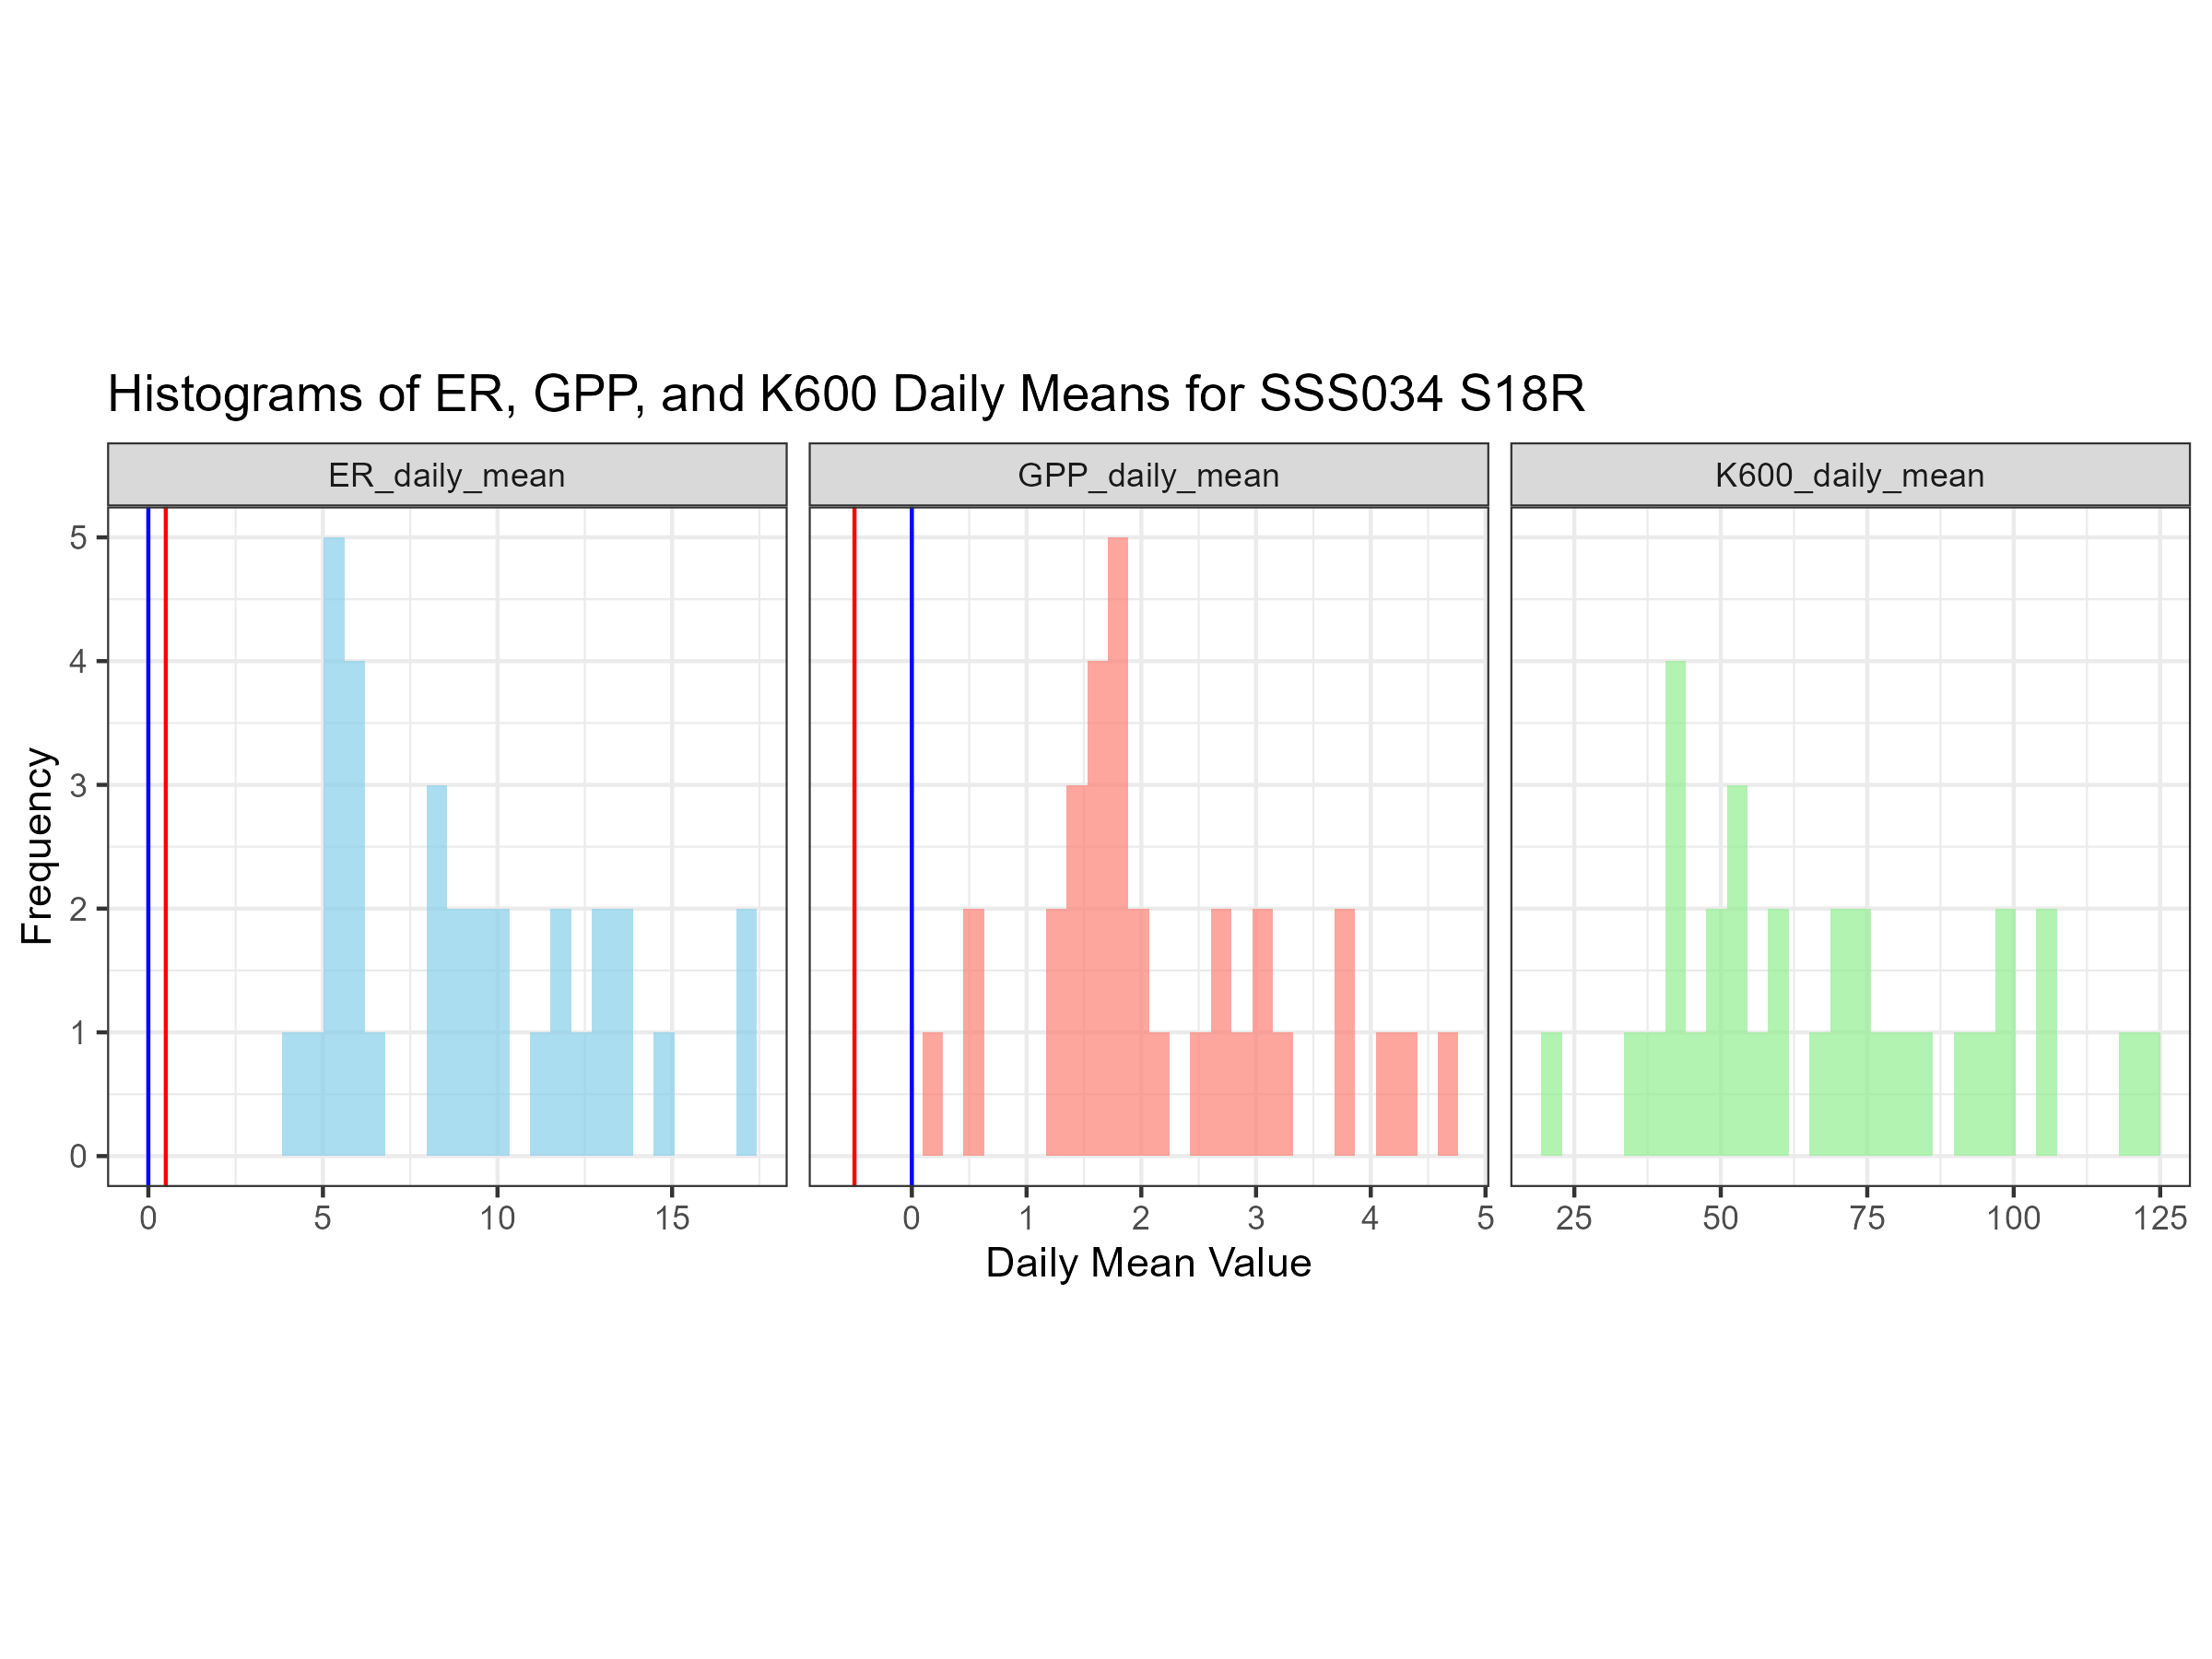 Histograms of ER, GPP, and K600 Daily Means for SSS034 S18R
ER_daily_mean
GPP_daily_mean
K600_daily_mean
Frequency
5
4
3
2
1
0
0 5 10 15
0 1 2 3 4 5
25 50 75 100 125
Daily Mean Value